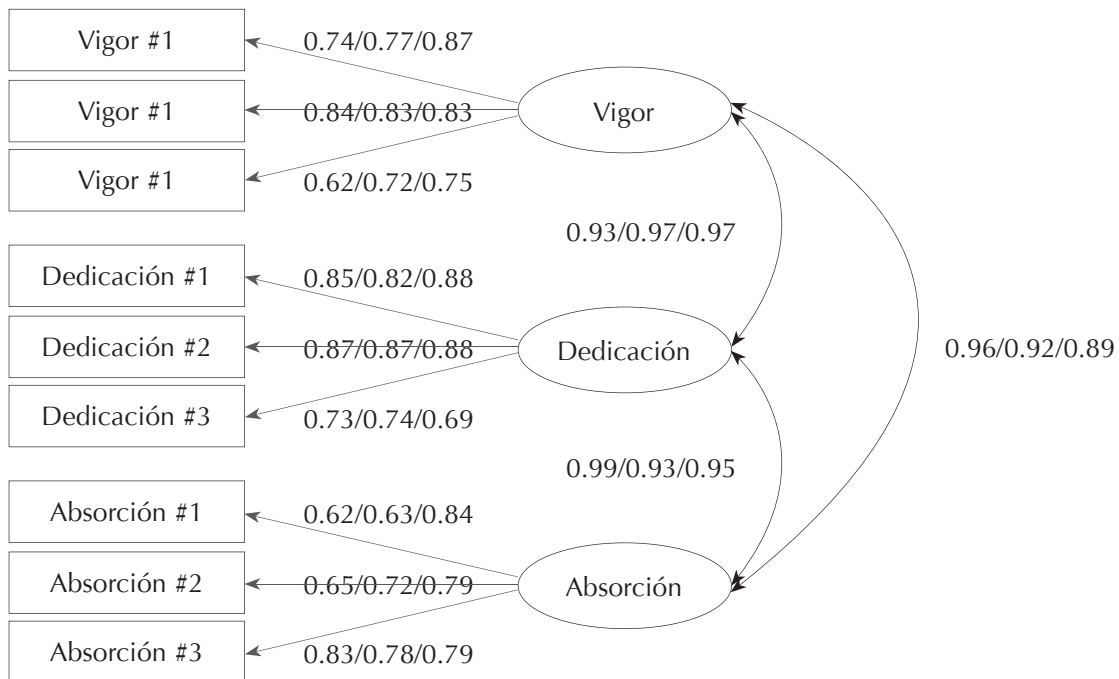 Vigor #1
0.74/0.77/0.87
Vigor #1
0.84/0.83/0.83
Vigor
Vigor #1
0.62/0.72/0.75
0.93/0.97/0.97
Dedicación #1
0.85/0.82/0.88
Dedicación #2
0.87/0.87/0.88
Dedicación
0.96/0.92/0.89
Dedicación #3
0.73/0.74/0.69
0.99/0.93/0.95
Absorción #1
0.62/0.63/0.84
Absorción #2
0.65/0.72/0.79
Absorción
Absorción #3
0.83/0.78/0.79